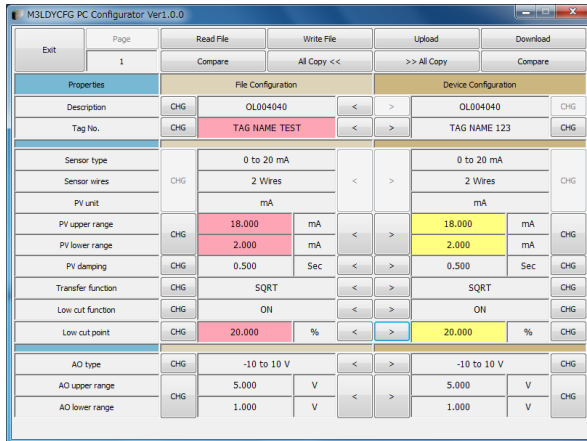 M3LDYCFG PC Configurator Ver1.0.0
Exit Page Read File Write File Upload Download
1 Compare All Copy << >> All Copy Compare
Properties File Configuration Device Configuration
Description CHG OL004040 < > OL004040 CHG
Tag No. CHG TAG NAME TEST < > TAG NAME 123 CHG
Sensor type 0 to 20 mA 0 to 20 mA
Sensor wires CHG 2 Wires < > 2 Wires CHG
PV unit mA mA
PV upper range CHG 18.000 mA < > 18.000 mA CHG
PV lower range 2.000 mA 2.000 mA
PV damping CHG 0.500 Sec < > 0.500 Sec CHG
Transfer function CHG SQRT < > SQRT CHG
Low cut function CHG ON < > ON CHG
Low cut point CHG 20.000 % < > 20.000 % CHG
AO type CHG -10 to 10 V < > -10 to 10 V CHG
AO upper range CHG 5.000 V < > 5.000 V CHG
AO lower range 1.000 V 1.000 V